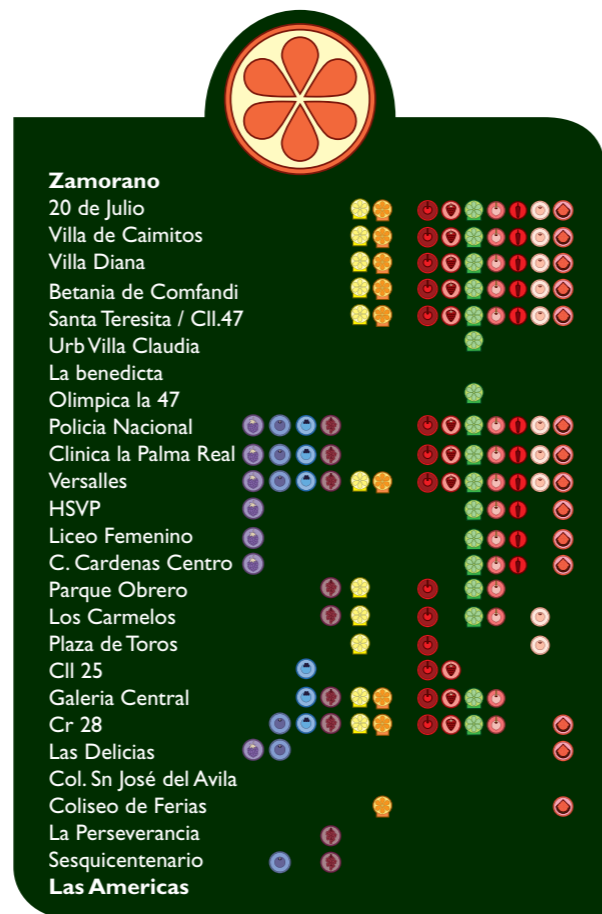 Zamorano
20 de Julio
Villa de Caimitos
Villa Diana
Betania de Comfandi
Santa Teresita / Cll.47
Urb Villa Claudia
La benedicta
Olimpica la 47
Policia Nacional
Clinica la Palma Real
Versalles
HSVP
Liceo Femenino
C. Cardenas Centro
Parque Obrero
Los Carmelos
Plaza de Toros
Cll 25
Galeria Central
Cr 28
Las Delicias
Col. Sn José del Avila
Coliseo de Ferias
La Perseverancia
Sesquicentenario
Las Americas